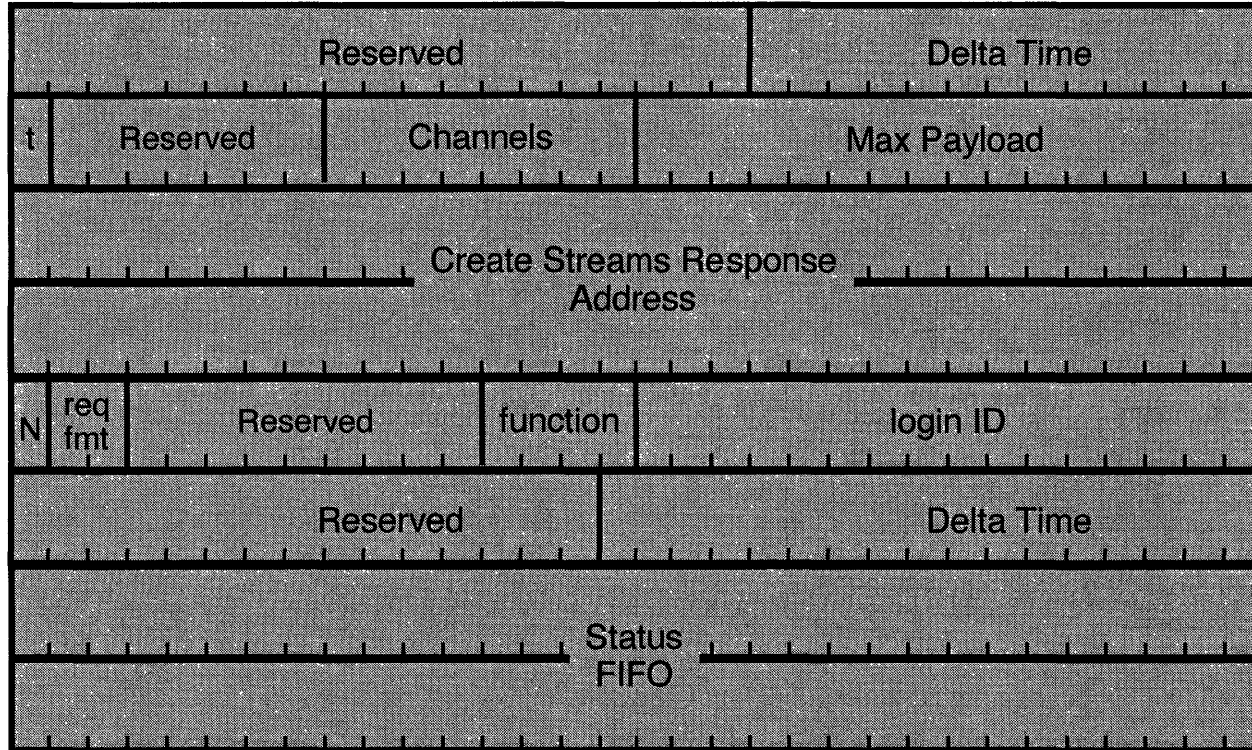 Reserved Delta Time
t Reserved Channels Max Payload
Create Streams Response
Address
N req fmt Reserved function login ID
Reserved Delta Time
Status
FIFO